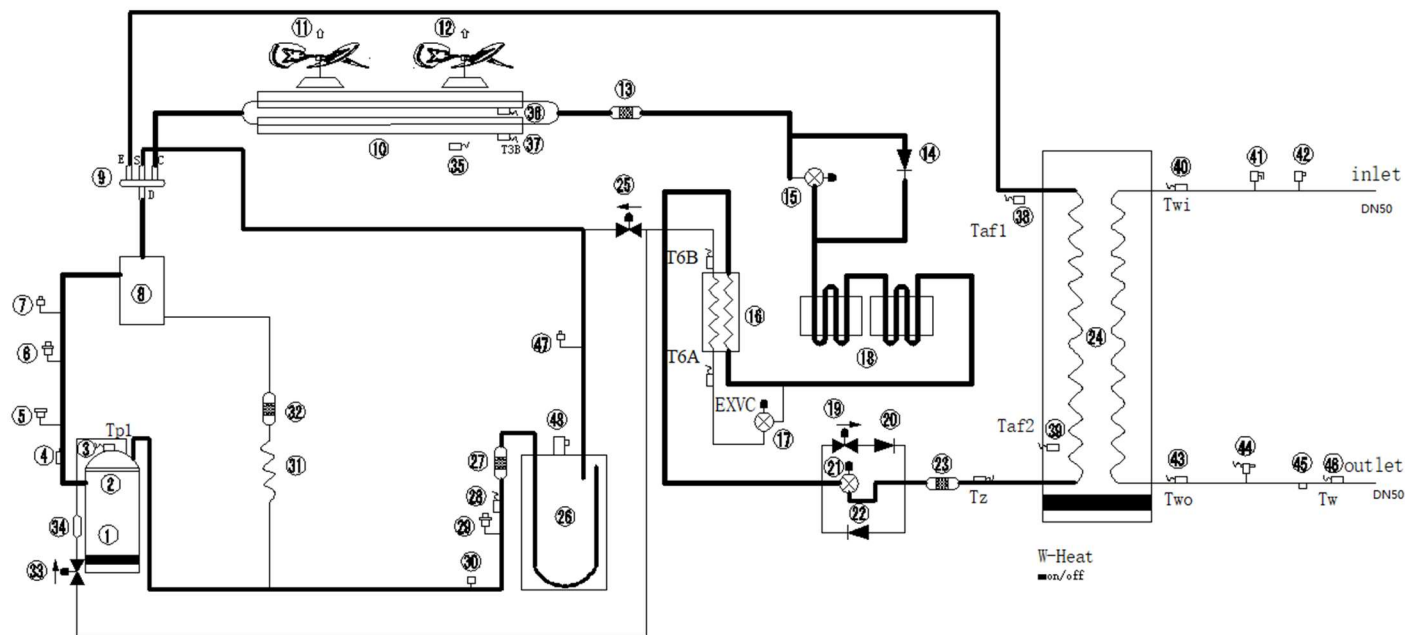 ⑪ ⑫
⑬
㊱
⑩ ㉟ T3B ㊲
E S C
⑨ D
⑭
⑮
㉕
㊵ ㊶ ㊷ inlet
Twi DN50
Taf1 ㊳
T6B
⑧
⑦
⑯
⑥
㊼
⑱
㉔
T6A
⑤
㉜
EXVC
⑰
㊽
⑲ ⑳
Taf2 ㊴
③ Tp1
④
②
㉗
㉛
㉑
㉓
㊸ ㊹ ㊺ ㊻ outlet
Tz
Two Tw DN50
㉘
㉖
㉞
①
㉙
㉒
㉝
㉚
W-Heat
on/off